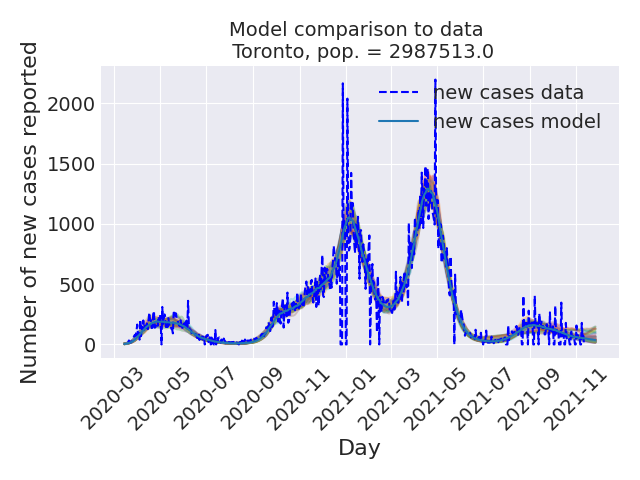 Model comparison to data
Toronto, pop. = 2987513.0
new cases data
new cases model
Number of new cases reported
2000
1500
1000
500
0
2020-03
2020-05
2020-07
2020-09
2020-11
2021-01
2021-03
2021-05
2021-07
2021-09
2021-11
Day